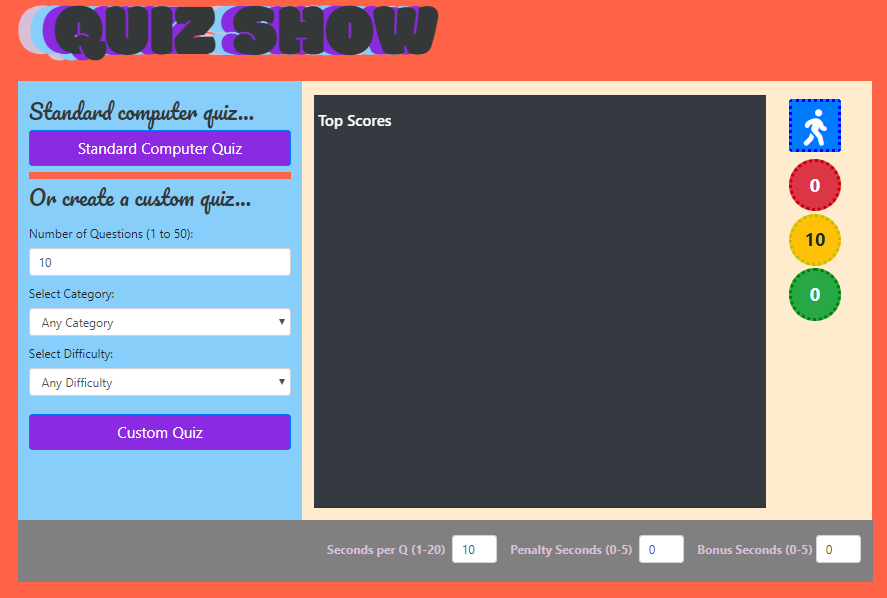 QUIZ SHOW
Standard computer quiz...
Standard Computer Quiz
Or create a custom quiz...
Number of Questions (1 to 50):
10
Select Category:
Any Category
Select Difficulty:
Any Difficulty
Custom Quiz
Top Scores
0
10
0
Seconds per Q (1-20) 10 Penalty Seconds (0-5) 0 Bonus Seconds (0-5) 0